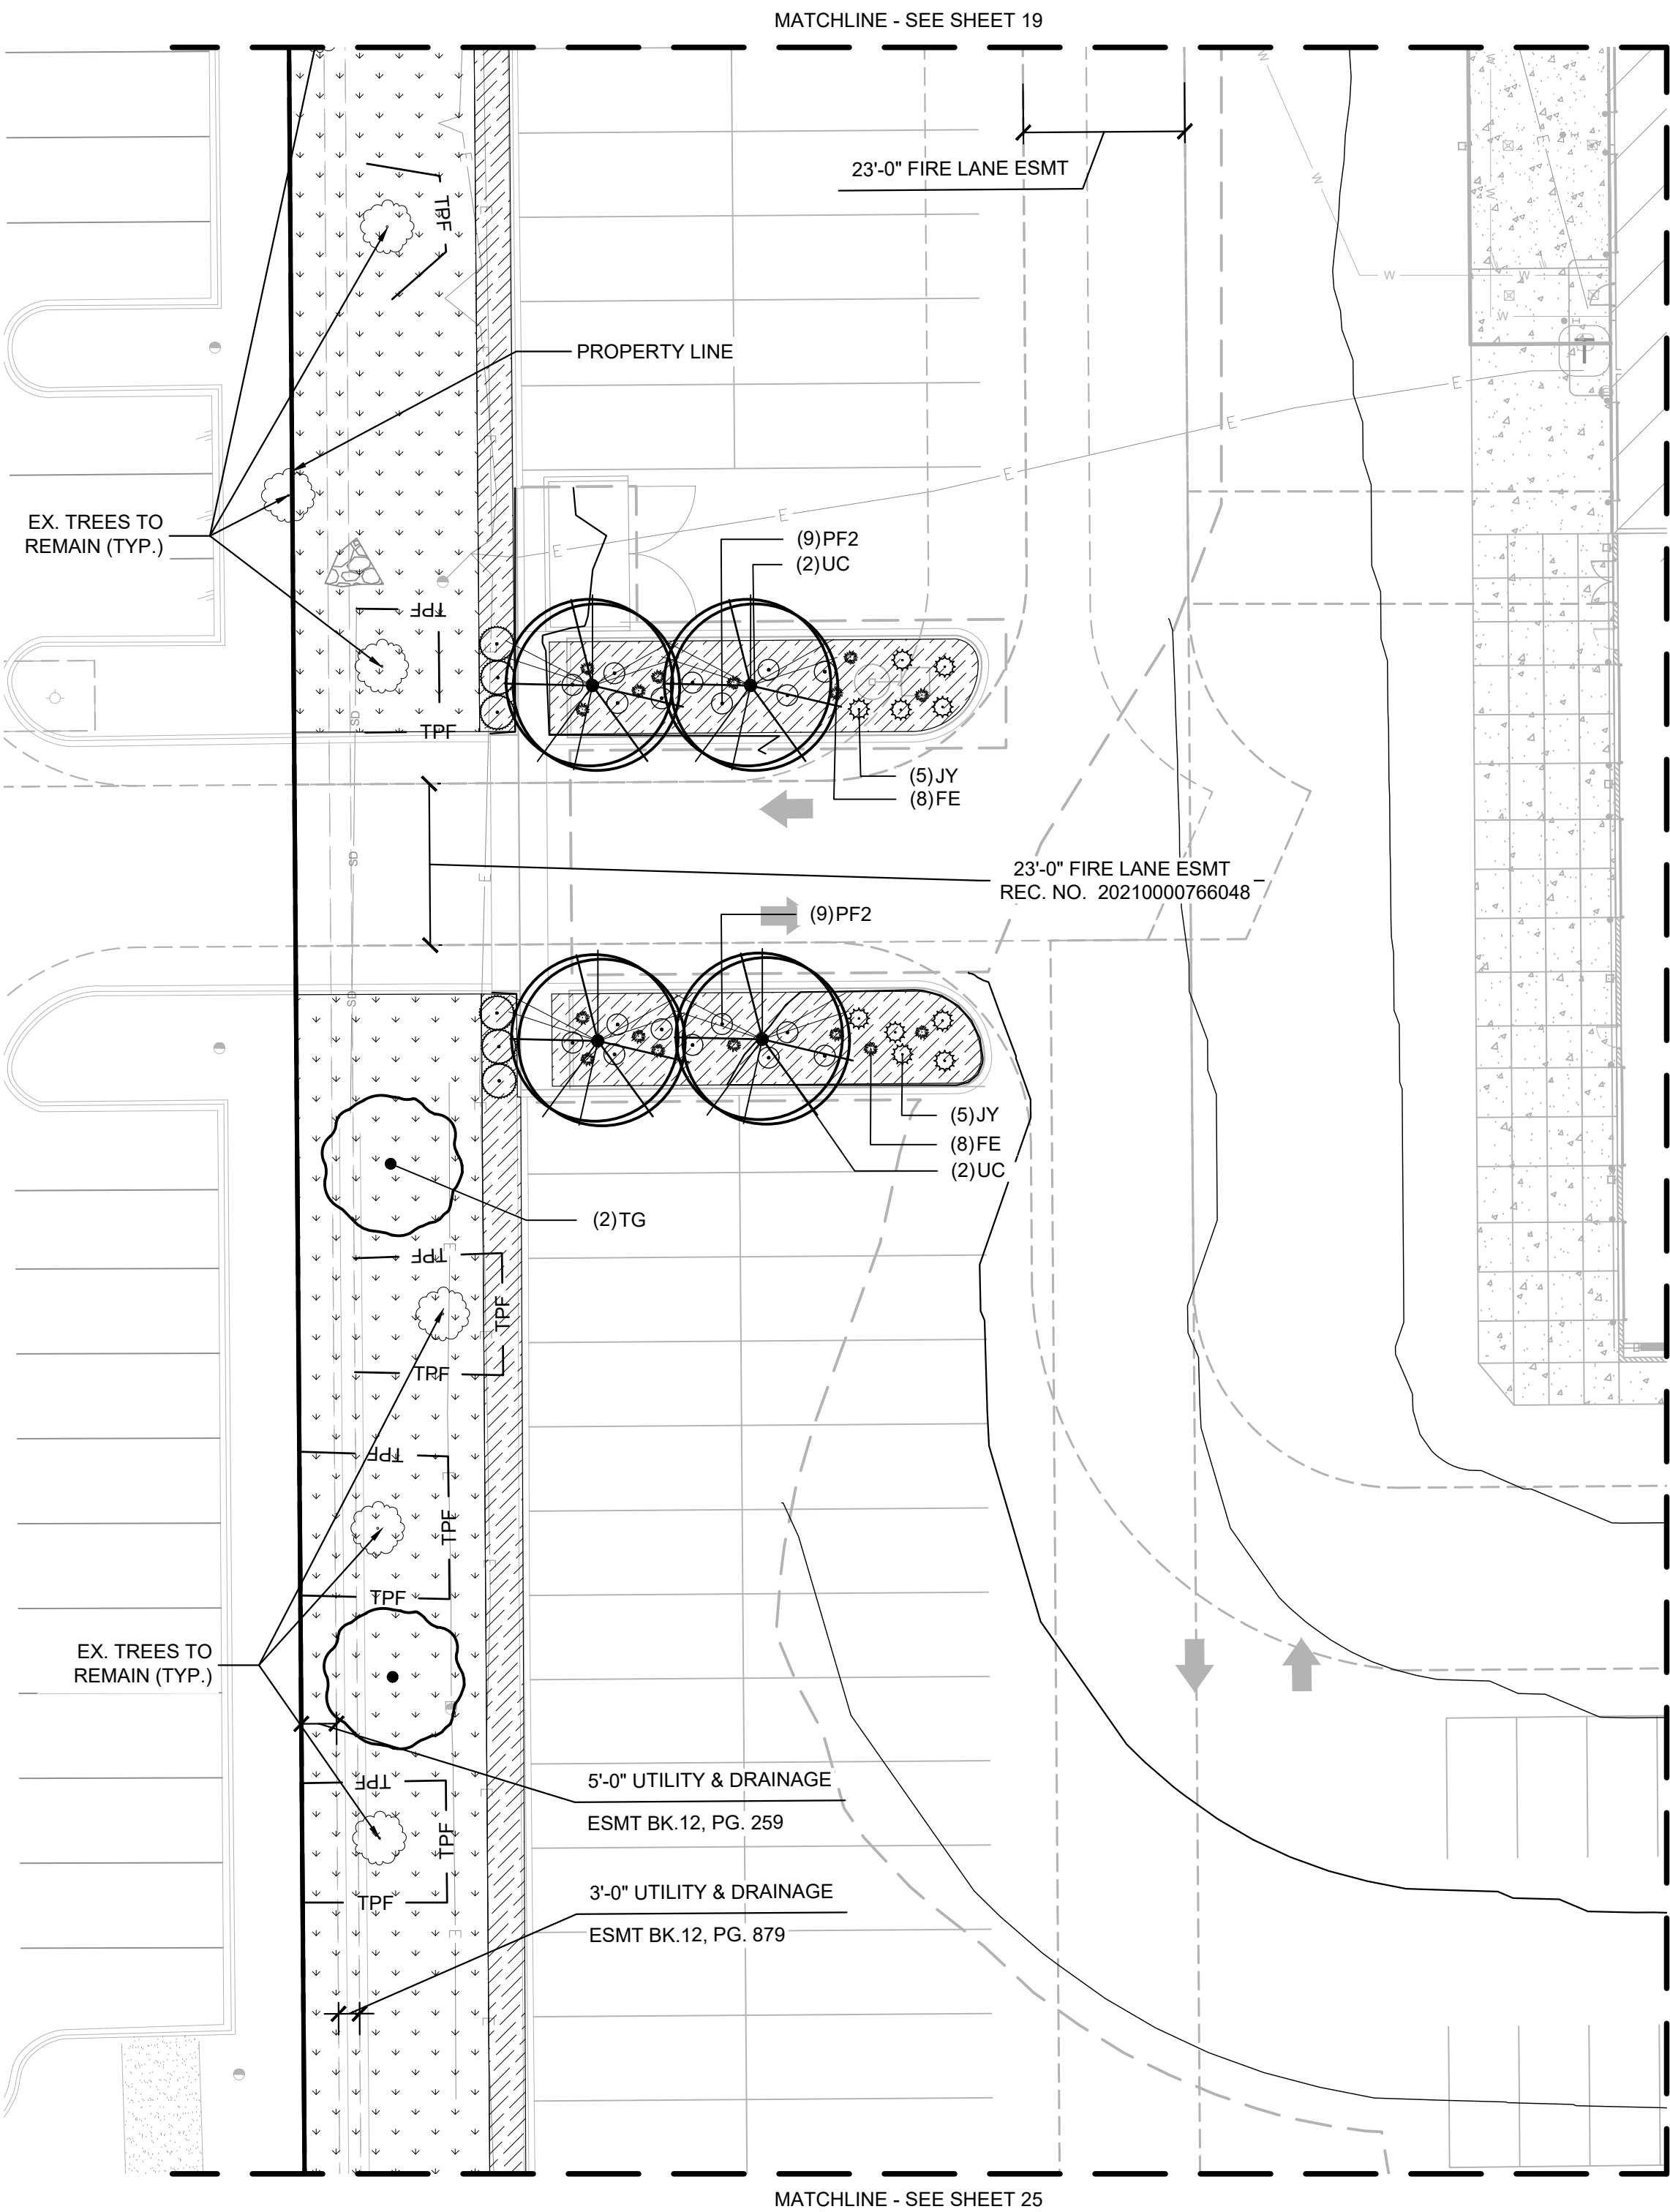 MATCHLINE - SEE SHEET 19
23'-0" FIRE LANE ESMT
TPF
W
W
W
W
W
W
E
PROPERTY LINE
E
E
E
E
E
EX. TREES TO
REMAIN (TYP.)
(9)PF2
(2)UC
TPF
SD
TPF
(5)JY
(8)FE
SD
E
23'-0" FIRE LANE ESMT
REC. NO. 20210000766048
(9)PF2
SD
(5)JY
(8)FE
(2)UC
(2)TG
TPF
E
TPF
TPF
TPF
E
TPF
E
TPF
EX. TREES TO
REMAIN (TYP.)
5'-0" UTILITY & DRAINAGE
ESMT BK.12, PG. 259
TPF
E
TPF
TPF
3'-0" UTILITY & DRAINAGE
ESMT BK.12, PG. 879
E
E
MATCHLINE - SEE SHEET 25